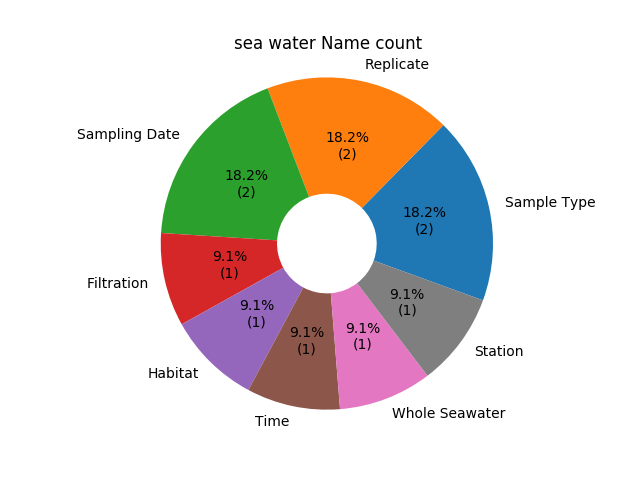 sea water Name count
Replicate
18.2%
(2)
Sampling Date
18.2%
(2)
Sample Type
18.2%
(2)
Filtration
9.1%
(1)
Habitat
9.1%
(1)
Time
9.1%
(1)
Whole Seawater
9.1%
(1)
Station
9.1%
(1)